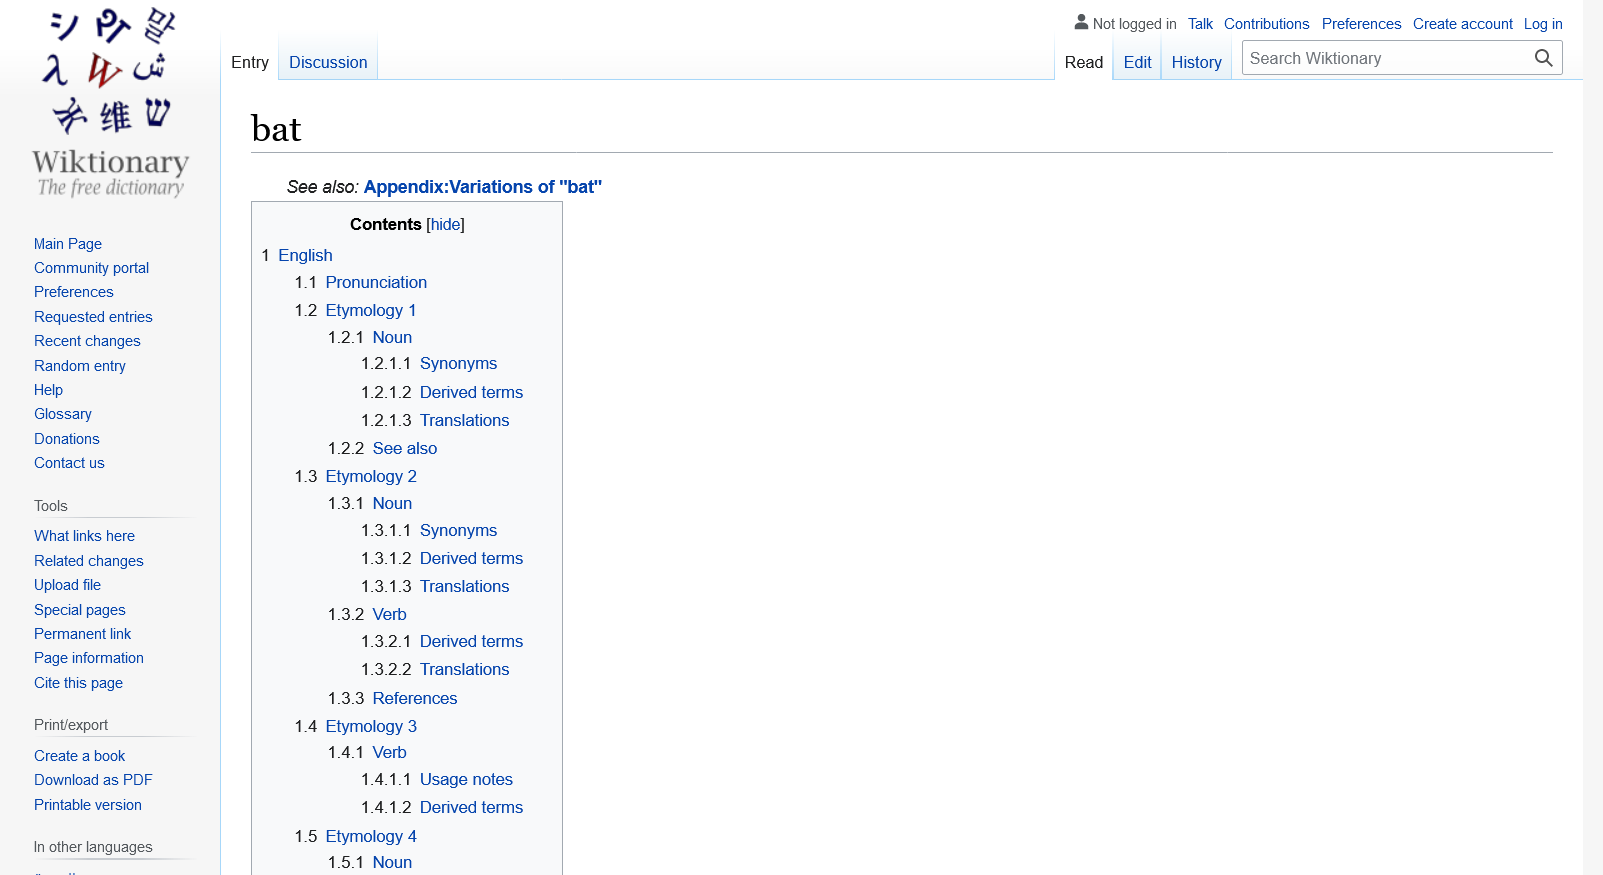 シ
말
λ
W
ش
维
ש
Wiktionary
The free dictionary
Main Page
Community portal
Preferences
Requested entries
Recent changes
Random entry
Help
Glossary
Donations
Contact us
Tools
What links here
Related changes
Upload file
Special pages
Permanent link
Page information
Cite this page
Print/export
Create a book
Download as PDF
Printable version
In other languages
Not logged in Talk Contributions Preferences Create account Log in
Entry Discussion Read Edit History Search Wiktionary
bat
See also: Appendix:Variations of "bat"
Contents [hide]
1 English
1.1 Pronunciation
1.2 Etymology 1
1.2.1 Noun
1.2.1.1 Synonyms
1.2.1.2 Derived terms
1.2.1.3 Translations
1.2.2 See also
1.3 Etymology 2
1.3.1 Noun
1.3.1.1 Synonyms
1.3.1.2 Derived terms
1.3.1.3 Translations
1.3.2 Verb
1.3.2.1 Derived terms
1.3.2.2 Translations
1.3.3 References
1.4 Etymology 3
1.4.1 Verb
1.4.1.1 Usage notes
1.4.1.2 Derived terms
1.5 Etymology 4
1.5.1 Noun